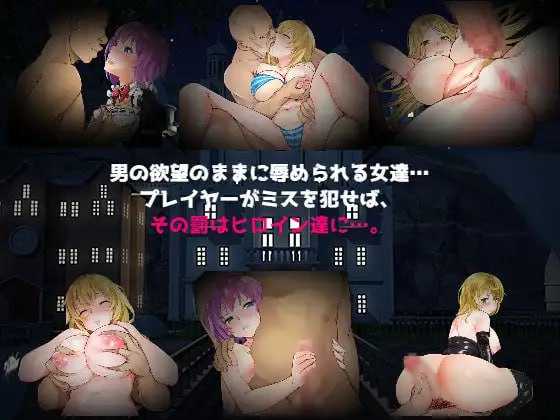 男の欲望のままに辱められる女達…
プレイヤーがミスを犯せば、
その罰はヒロイン達に…。